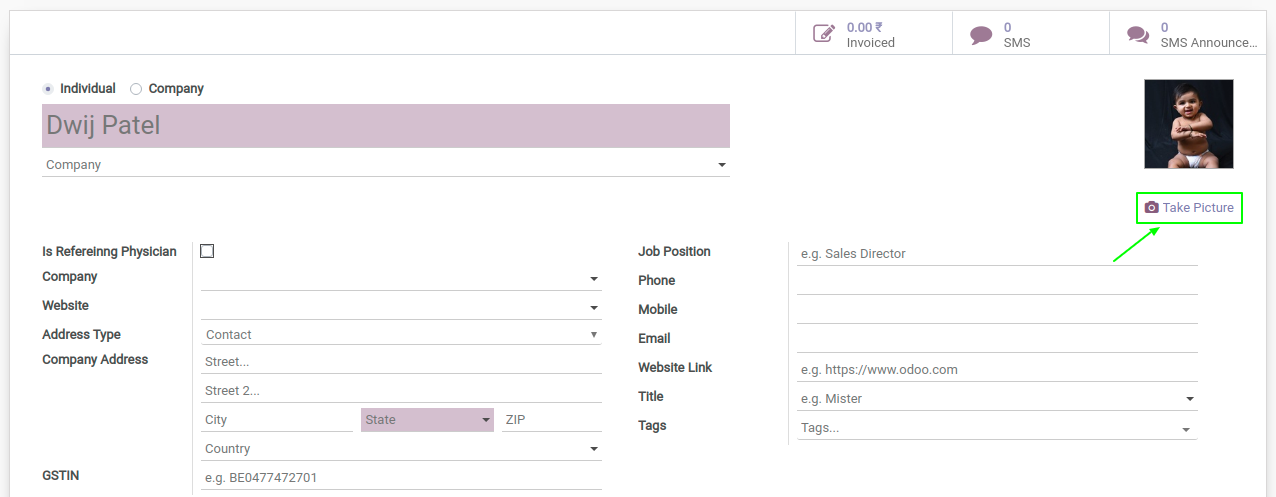 0.00 ₹
Invoiced
0
SMS
0
SMS Announce...
Individual Company
Dwij Patel
Company
Take Picture
Is Refereinng Physician
Company
Website
Address Type Contact
Company Address Street...
Street 2...
City State ZIP
Country
GSTIN e.g. BE0477472701
Job Position e.g. Sales Director
Phone
Mobile
Email
Website Link e.g. https://www.odoo.com
Title e.g. Mister
Tags Tags...